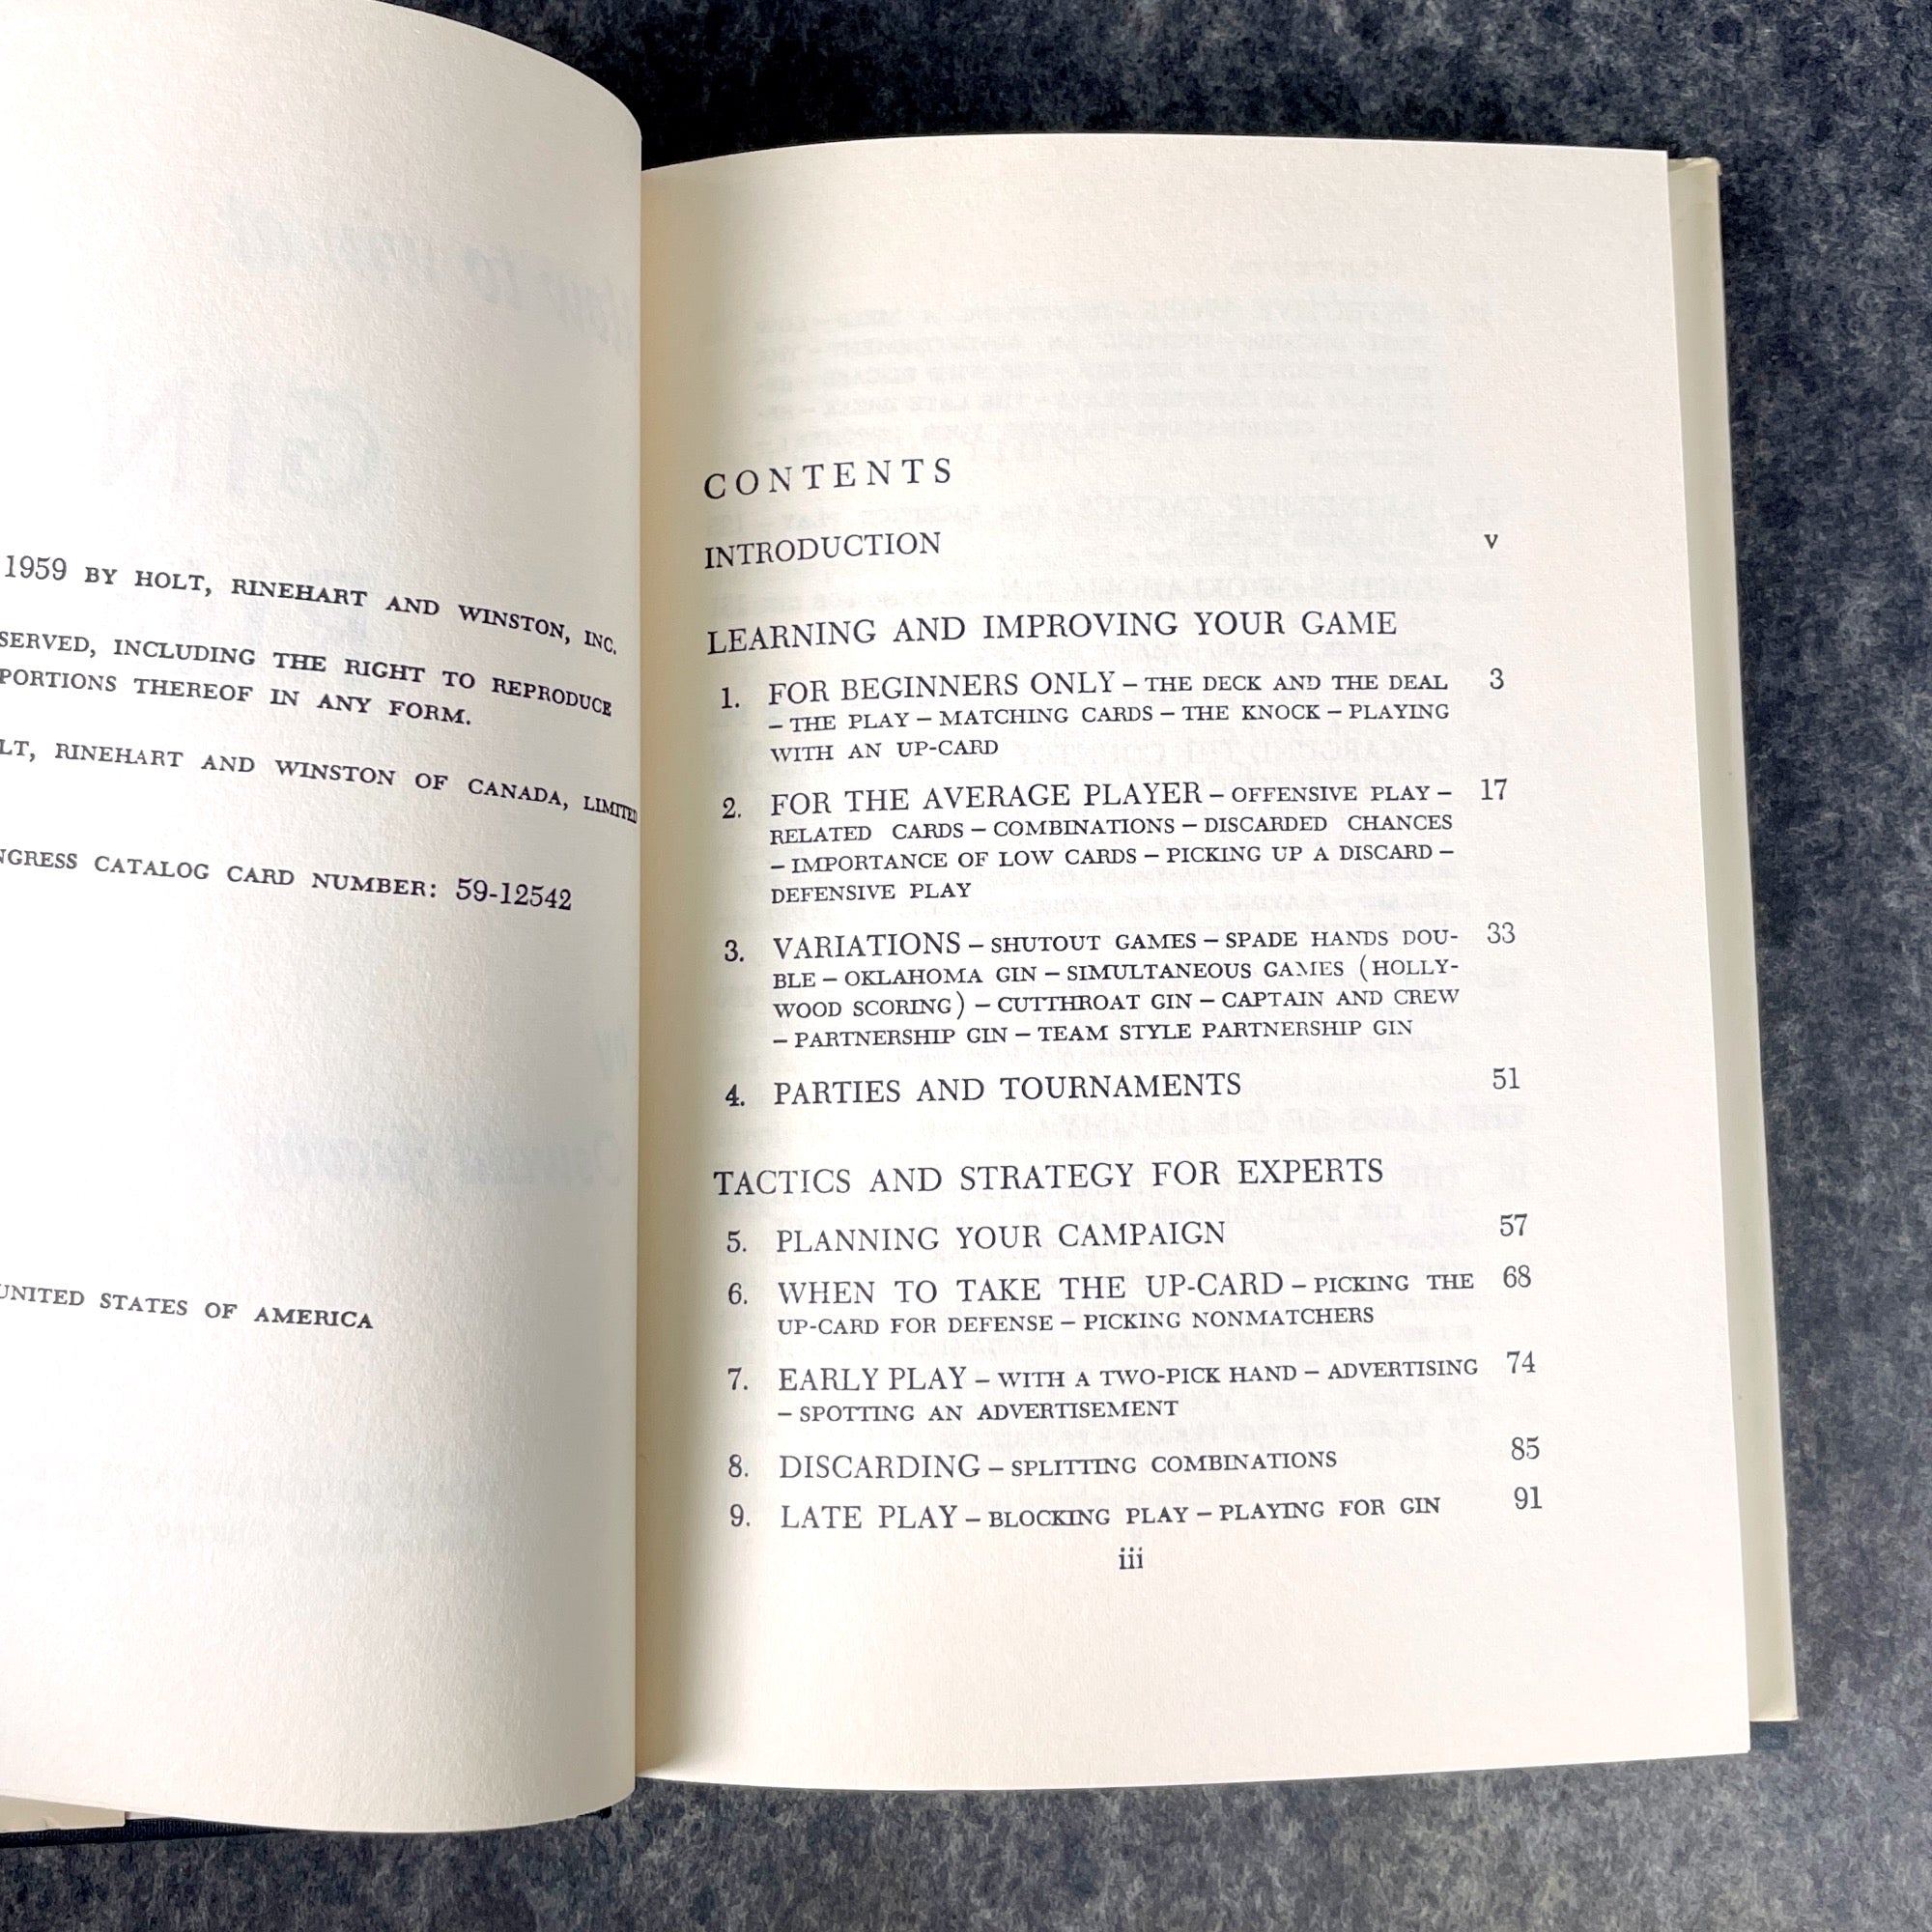 1959 BY HOLT, RINEHART AND WINSTON, INC.
SERVED, INCLUDING THE RIGHT TO REPRODUCE
PORTIONS THEREOF IN ANY FORM.
LT, RINEHART AND WINSTON OF CANADA, LIMITED
NGRESS CATALOG CARD NUMBER: 59-12542
UNITED STATES OF AMERICA
CONTENTS
INTRODUCTION v
LEARNING AND IMPROVING YOUR GAME
1. FOR BEGINNERS ONLY – THE DECK AND THE DEAL 3
– THE PLAY – MATCHING CARDS – THE KNOCK – PLAYING
WITH AN UP-CARD
2. FOR THE AVERAGE PLAYER – OFFENSIVE PLAY – 17
RELATED CARDS – COMBINATIONS – DISCARDED CHANCES
– IMPORTANCE OF LOW CARDS – PICKING UP A DISCARD –
DEFENSIVE PLAY
3. VARIATIONS – SHUTOUT GAMES – SPADE HANDS DOU- 33
BLE – OKLAHOMA GIN – SIMULTANEOUS GAMES (HOLLY-
WOOD SCORING) – CUTTHROAT GIN – CAPTAIN AND CREW
– PARTNERSHIP GIN – TEAM STYLE PARTNERSHIP GIN
4. PARTIES AND TOURNAMENTS 51
TACTICS AND STRATEGY FOR EXPERTS
5. PLANNING YOUR CAMPAIGN 57
6. WHEN TO TAKE THE UP-CARD – PICKING THE 68
UP-CARD FOR DEFENSE – PICKING NONMATCHERS
7. EARLY PLAY – WITH A TWO-PICK HAND – ADVERTISING 74
– SPOTTING AN ADVERTISEMENT
8. DISCARDING – SPLITTING COMBINATIONS 85
9. LATE PLAY – BLOCKING PLAY – PLAYING FOR GIN 91
iii